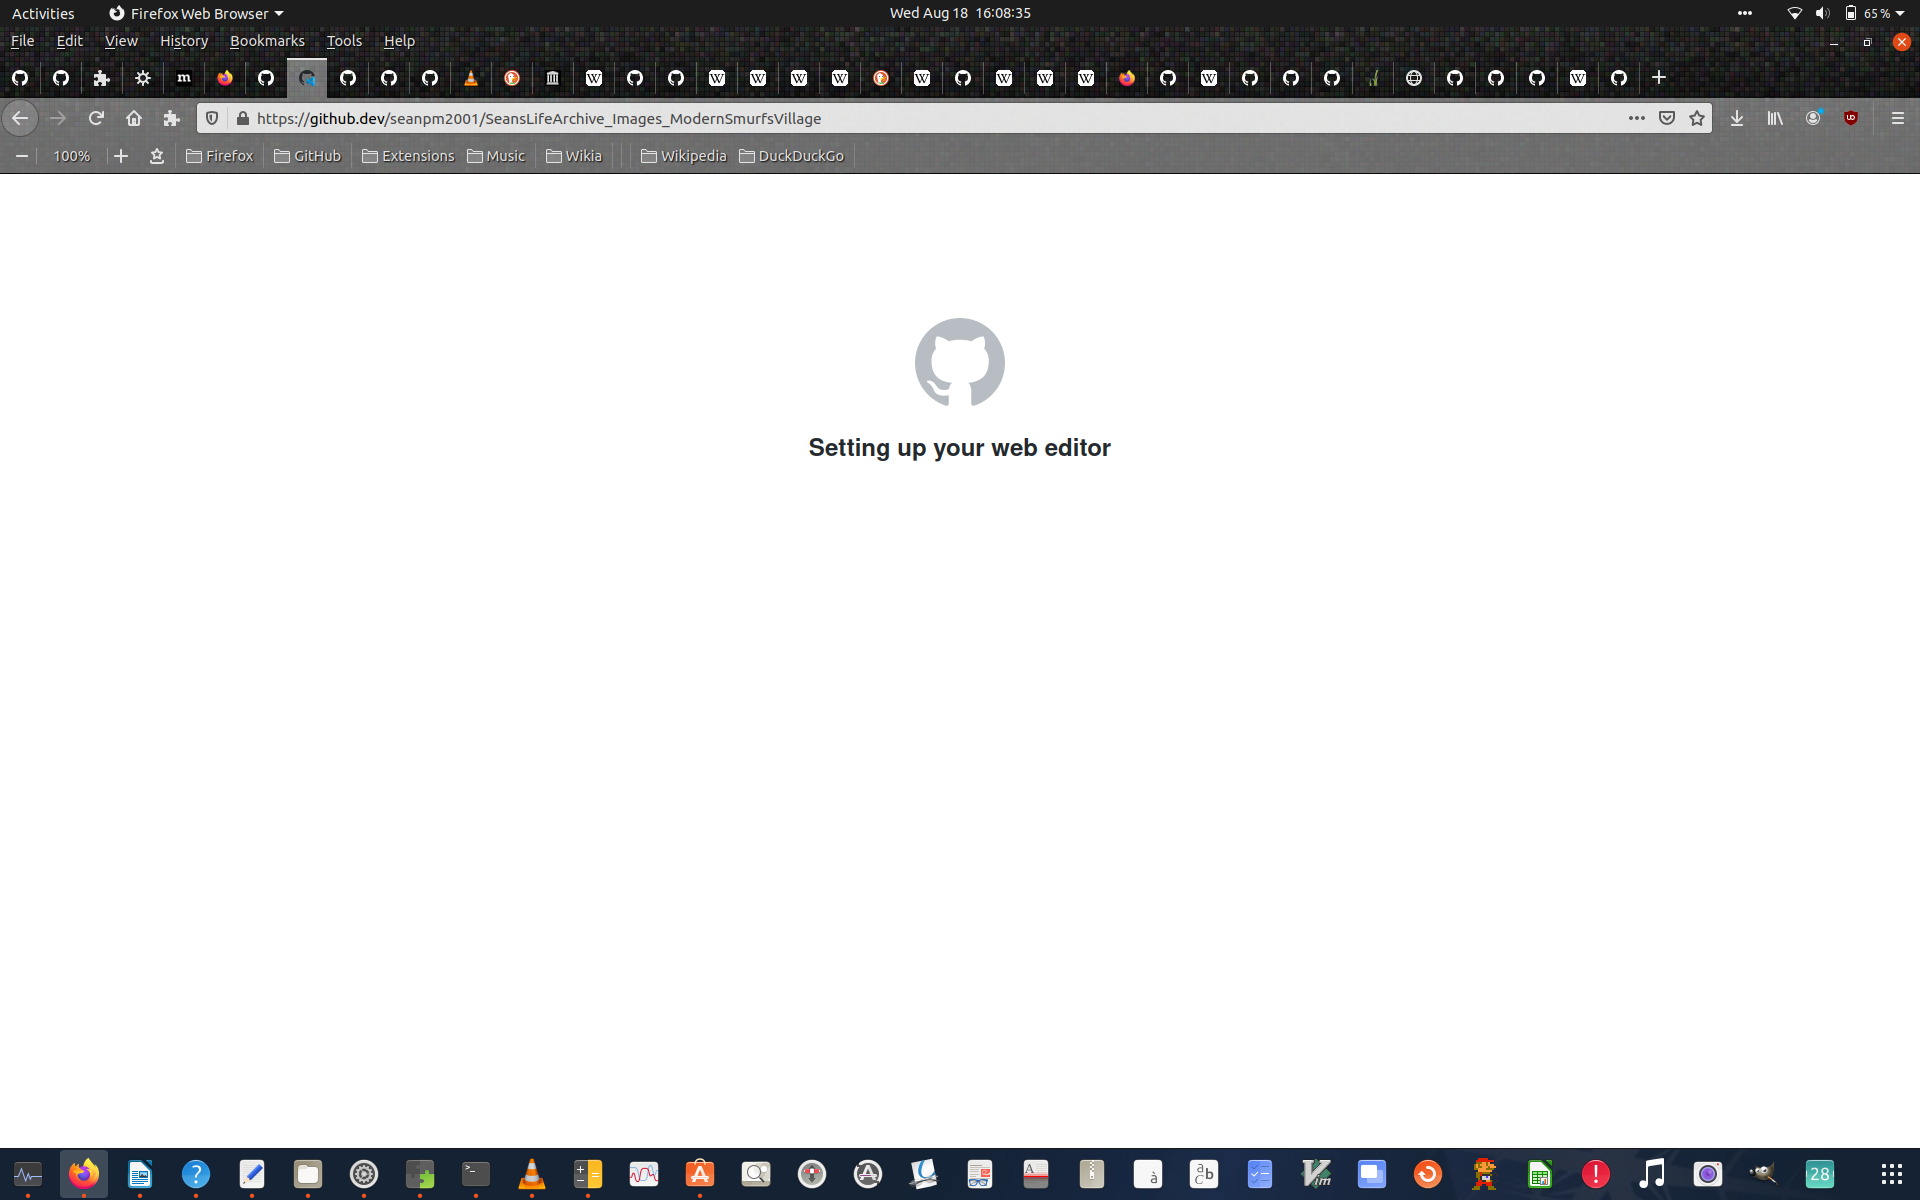 Activities Firefox Web Browser Wed Aug 18 16:08:35 65 %
File Edit View History Bookmarks Tools Help
https://github.dev/seanpm2001/SeansLifeArchive_Images_ModernSmurfsVillage
100% Firefox GitHub Extensions Music Wikia Wikipedia DuckDuckGo
Setting up your web editor
28